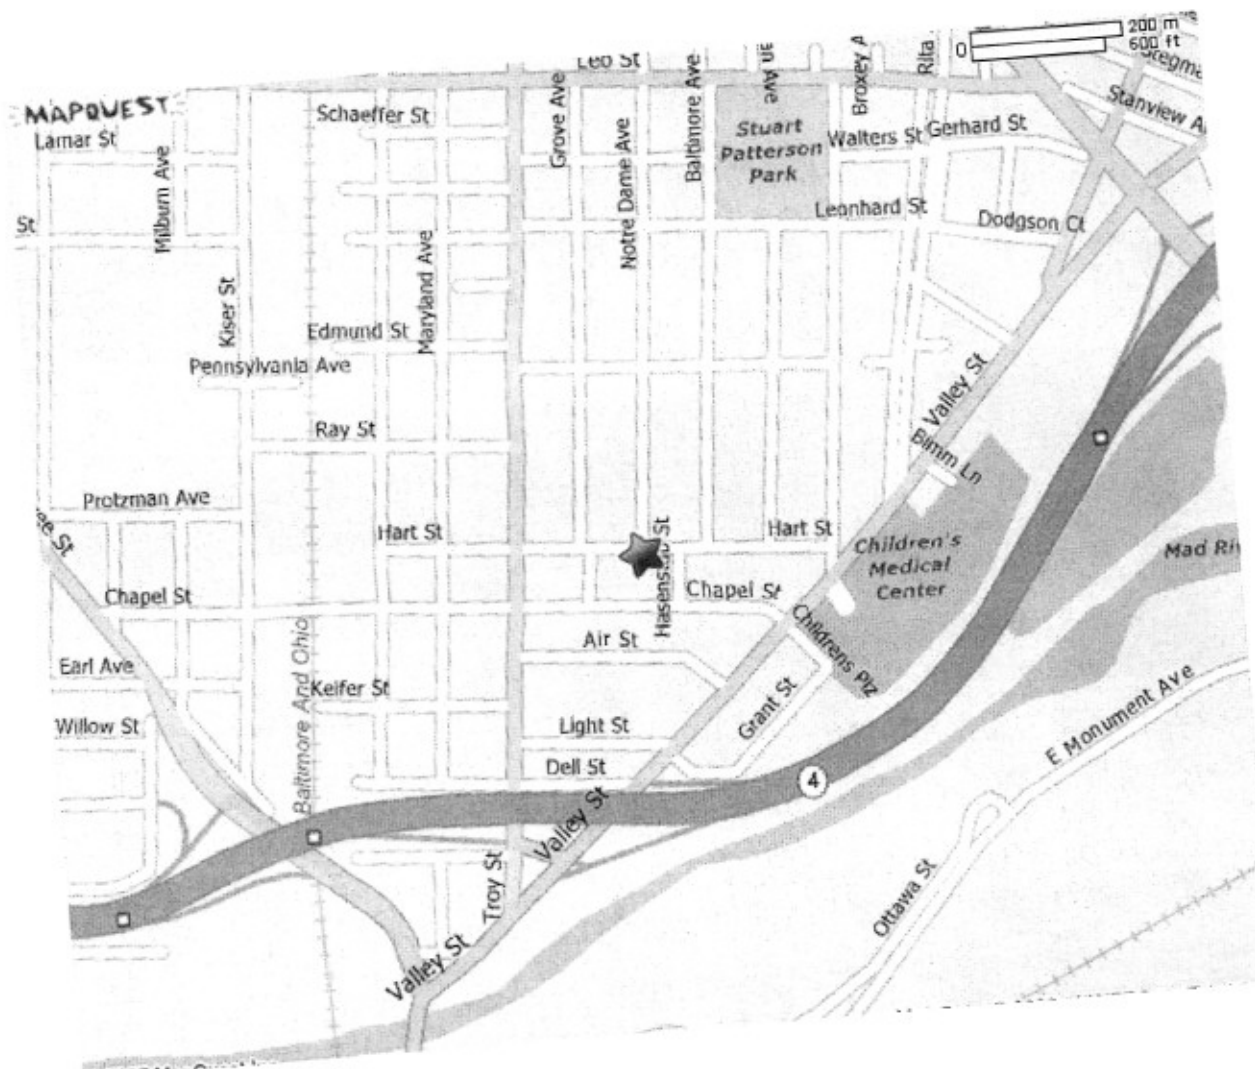 200 m
0
600 ft
Leo St
MAPQUEST
Lamar St
Schaeffer St
Grove Ave
Notre Dame Ave
Baltimore Ave
Ave
Broxey A
Rita
Stanview A
Stuart
Patterson
Park
Walters St
Gerhard St
Milburn Ave
St
Leonhard St
Dodgson Ct
Kiser St
Maryland Ave
Edmund St
Pennsylvania Ave
Valley St
Ray St
Bimm Ln
Protzman Ave
Hart St
Hart St
St
Children's
Medical
Center
Mad Riv
Chapel St
Chapel St
Childrens Plz
Air St
Earl Ave
Baltimore And Ohio
Keifer St
Grant St
Willow St
Light St
E Monument Ave
Dell St
4
Valley St
Troy St
Ottawa St
Valley St